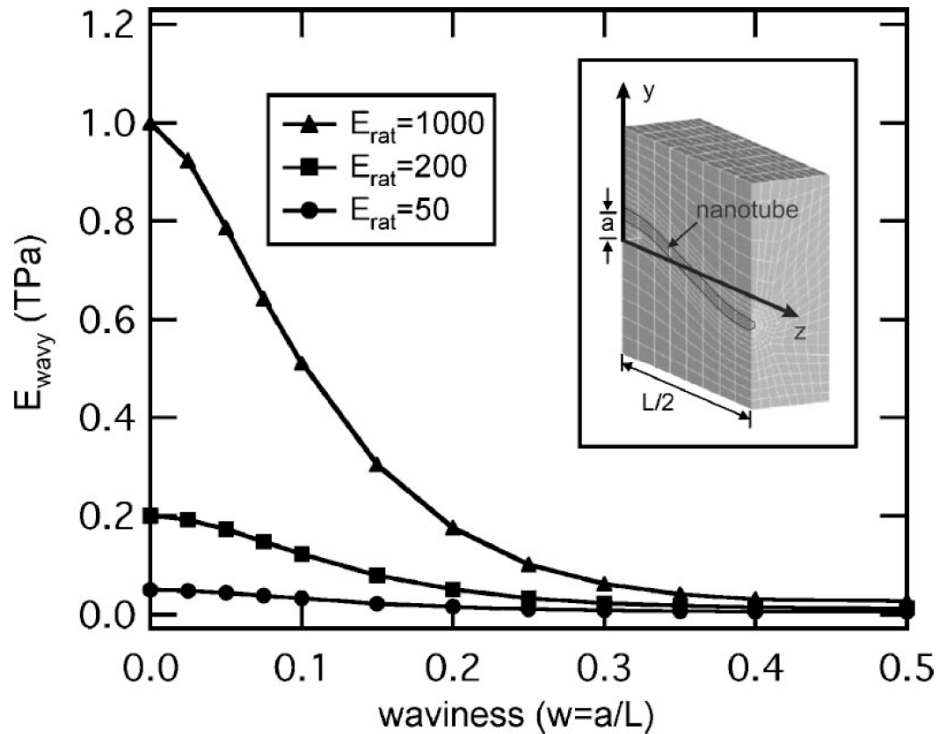 1.2
1.0
0.8
0.6
0.4
0.2
0.0
E_wavy (TPa)
E_rat=1000
E_rat=200
E_rat=50
y
a
nanotube
z
L/2
0.0 0.1 0.2 0.3 0.4 0.5
waviness (w=a/L)